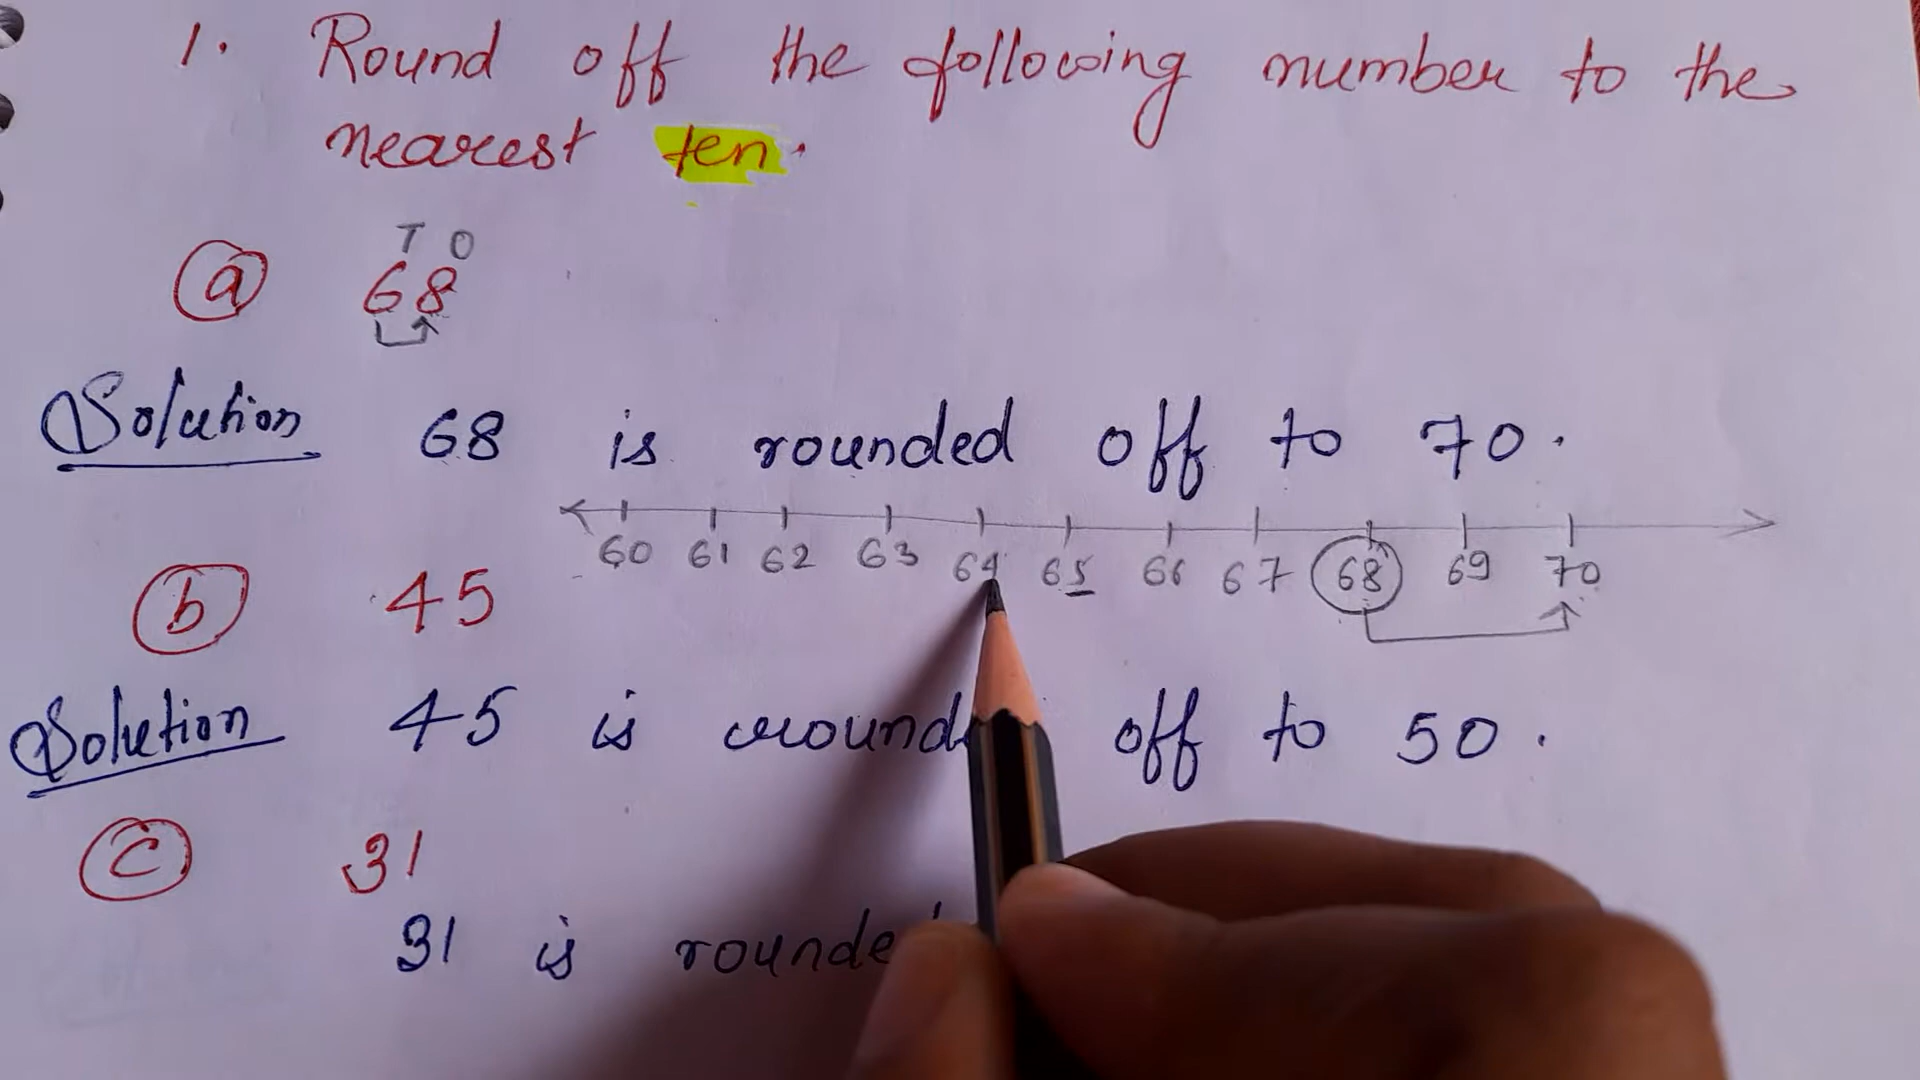 1. Round off the following number to the
nearest ten.
T O
a 68
Solution 68 is rounded off to 70.
60 61 62 63 64 65 66 67 68 69 70
b 45
Solution 45 is off to 50.
c 31
31 is